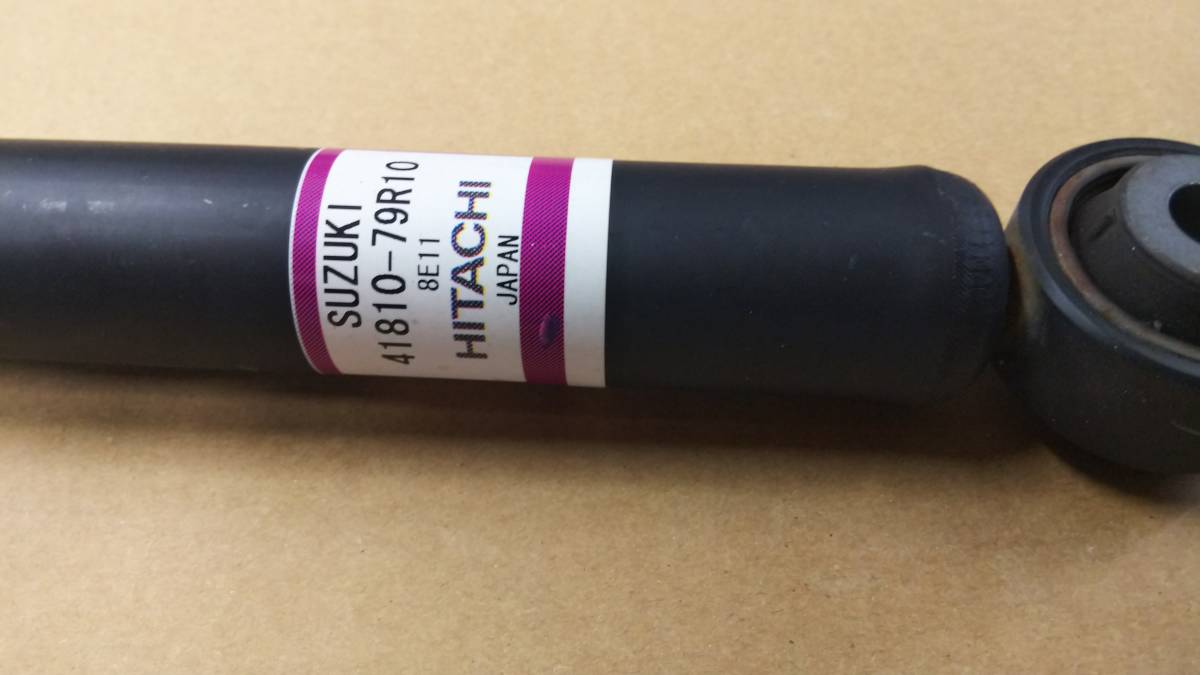 SUZUKI
41810-79R10
8E11
HITACHI
JAPAN